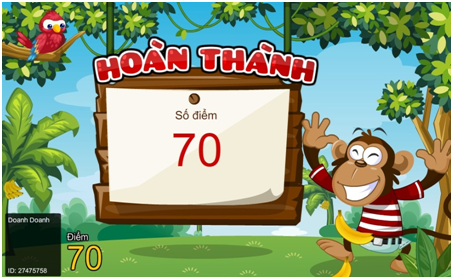 HOÀN THÀNH
Số điểm
70
Doanh Doanh
Điểm
70
ID: 27475758